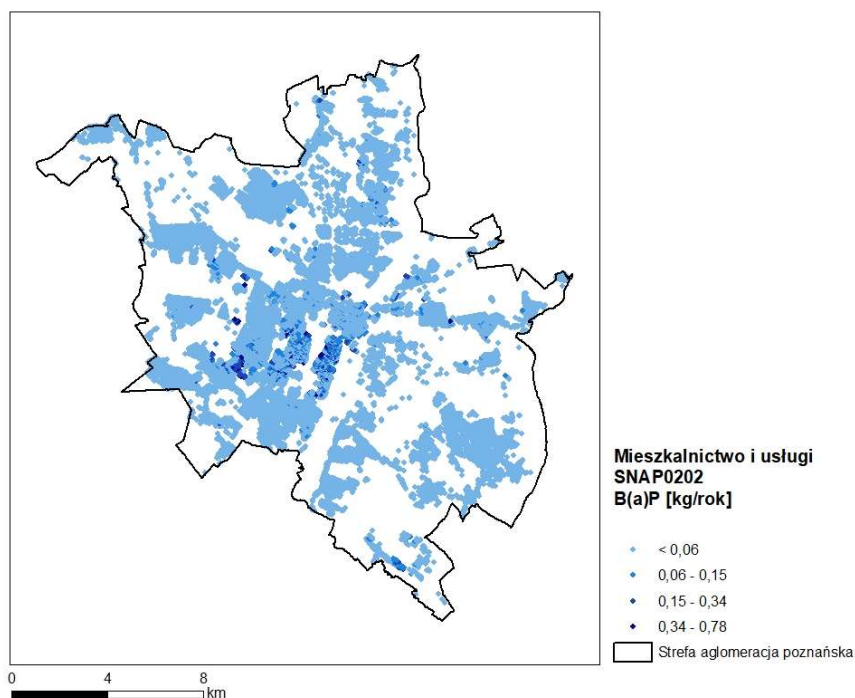 Mieszkalnictwo i usługi
SNAP0202
B(a)P [kg/rok]
< 0,06
0,06 - 0,15
0,15 - 0,34
0,34 - 0,78
Strefa aglomeracja poznańska
0 4 8
km